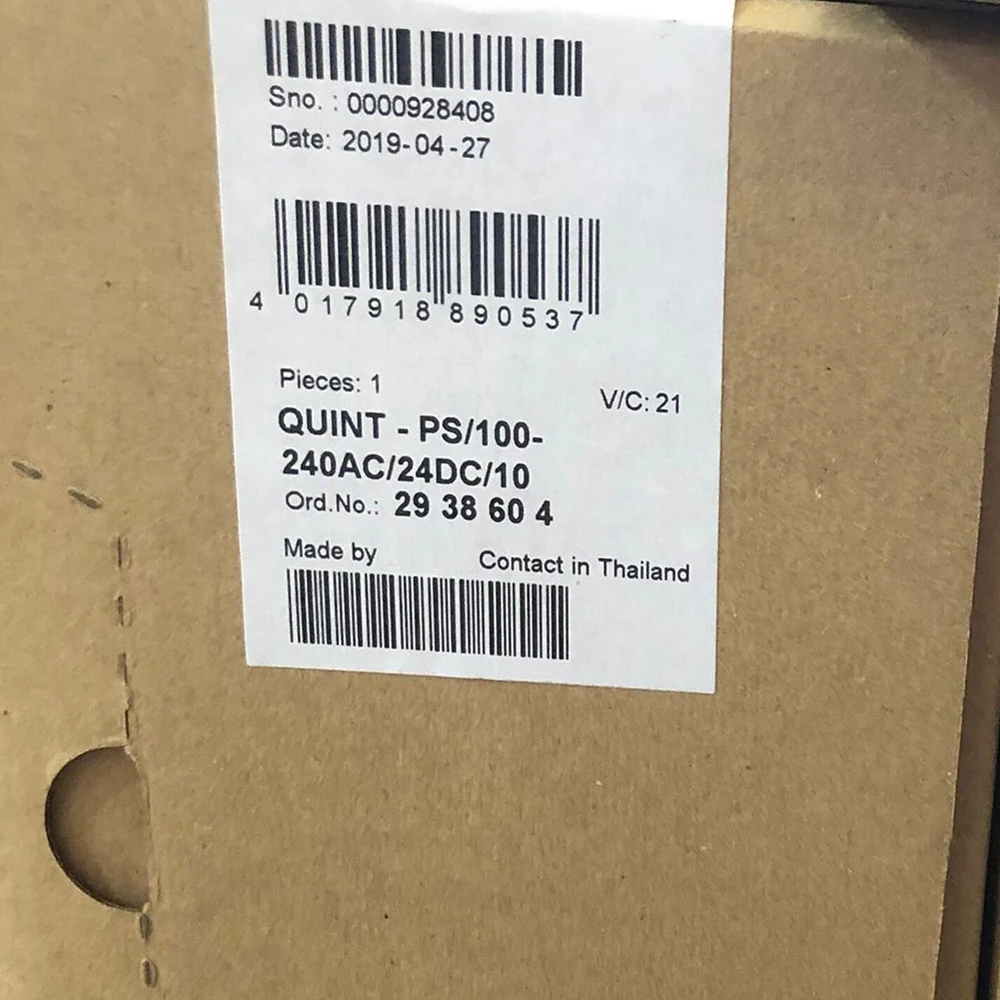 Sno. : 0000928408
Date: 2019-04-27
4 017918 890537
Pieces: 1
V/C: 21
QUINT - PS/100-
240AC/24DC/10
Ord.No.: 29 38 60 4
Made by Contact in Thailand